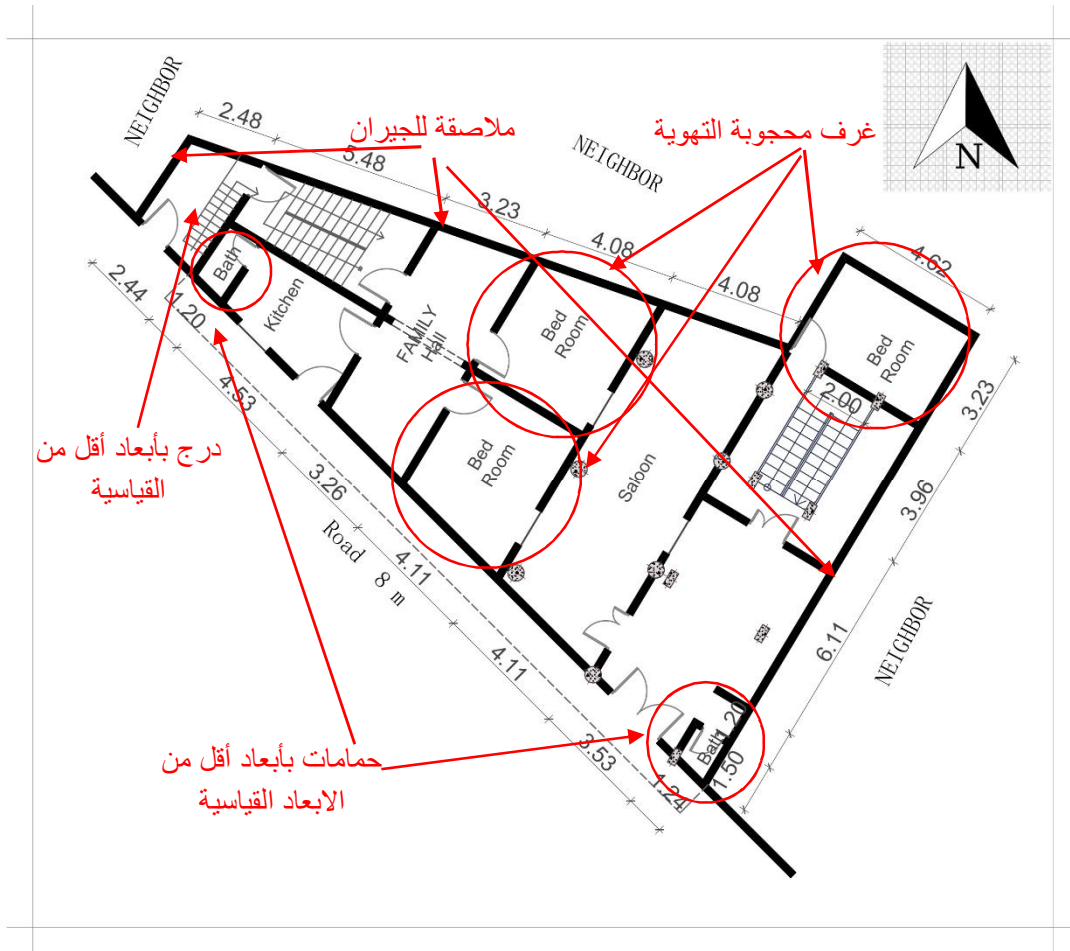 NEIGHBOR
2.48
ملاصقة للجيران
غرف محجوبة التهوية
5.48
NEIGHBOR
N
3.23
4.08
4.62
4.08
2.44
Bath
1.20
Kitchen
FAMILY
Hall
Bed
Room
Bed
Room
2.00
3.23
4.53
درج بأبعاد أقل من
القياسية
Bed
Room
Saloon
3.26
3.96
Road 8 m
4.11
6.11
NEIGHBOR
4.11
1.20
Bath
1.50
حمامات بأبعاد أقل من
الابعاد القياسية
3.53
1.24